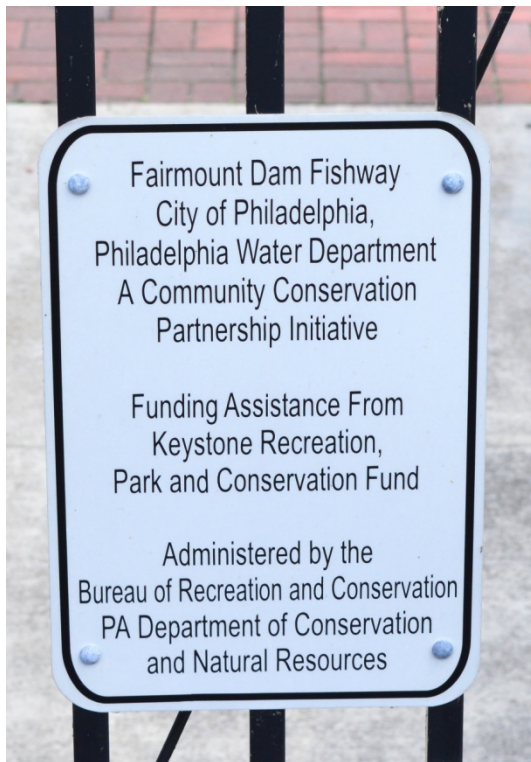 Fairmount Dam Fishway
City of Philadelphia,
Philadelphia Water Department
A Community Conservation
Partnership Initiative
Funding Assistance From
Keystone Recreation,
Park and Conservation Fund
Administered by the
Bureau of Recreation and Conservation
PA Department of Conservation
and Natural Resources